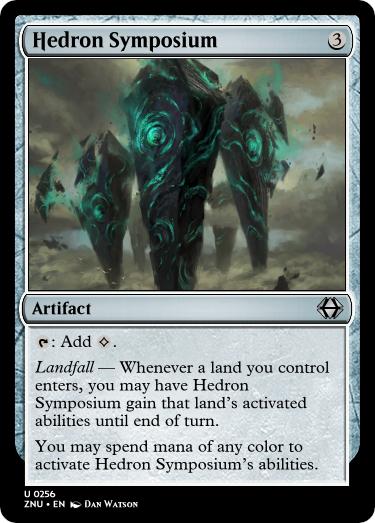 Hedron Symposium 3
Artifact
: Add .
Landfall — Whenever a land you control
enters, you may have Hedron
Symposium gain that land's activated
abilities until end of turn.
You may spend mana of any color to
activate Hedron Symposium's abilities.
U 0256
ZNU • EN DAN WATSON